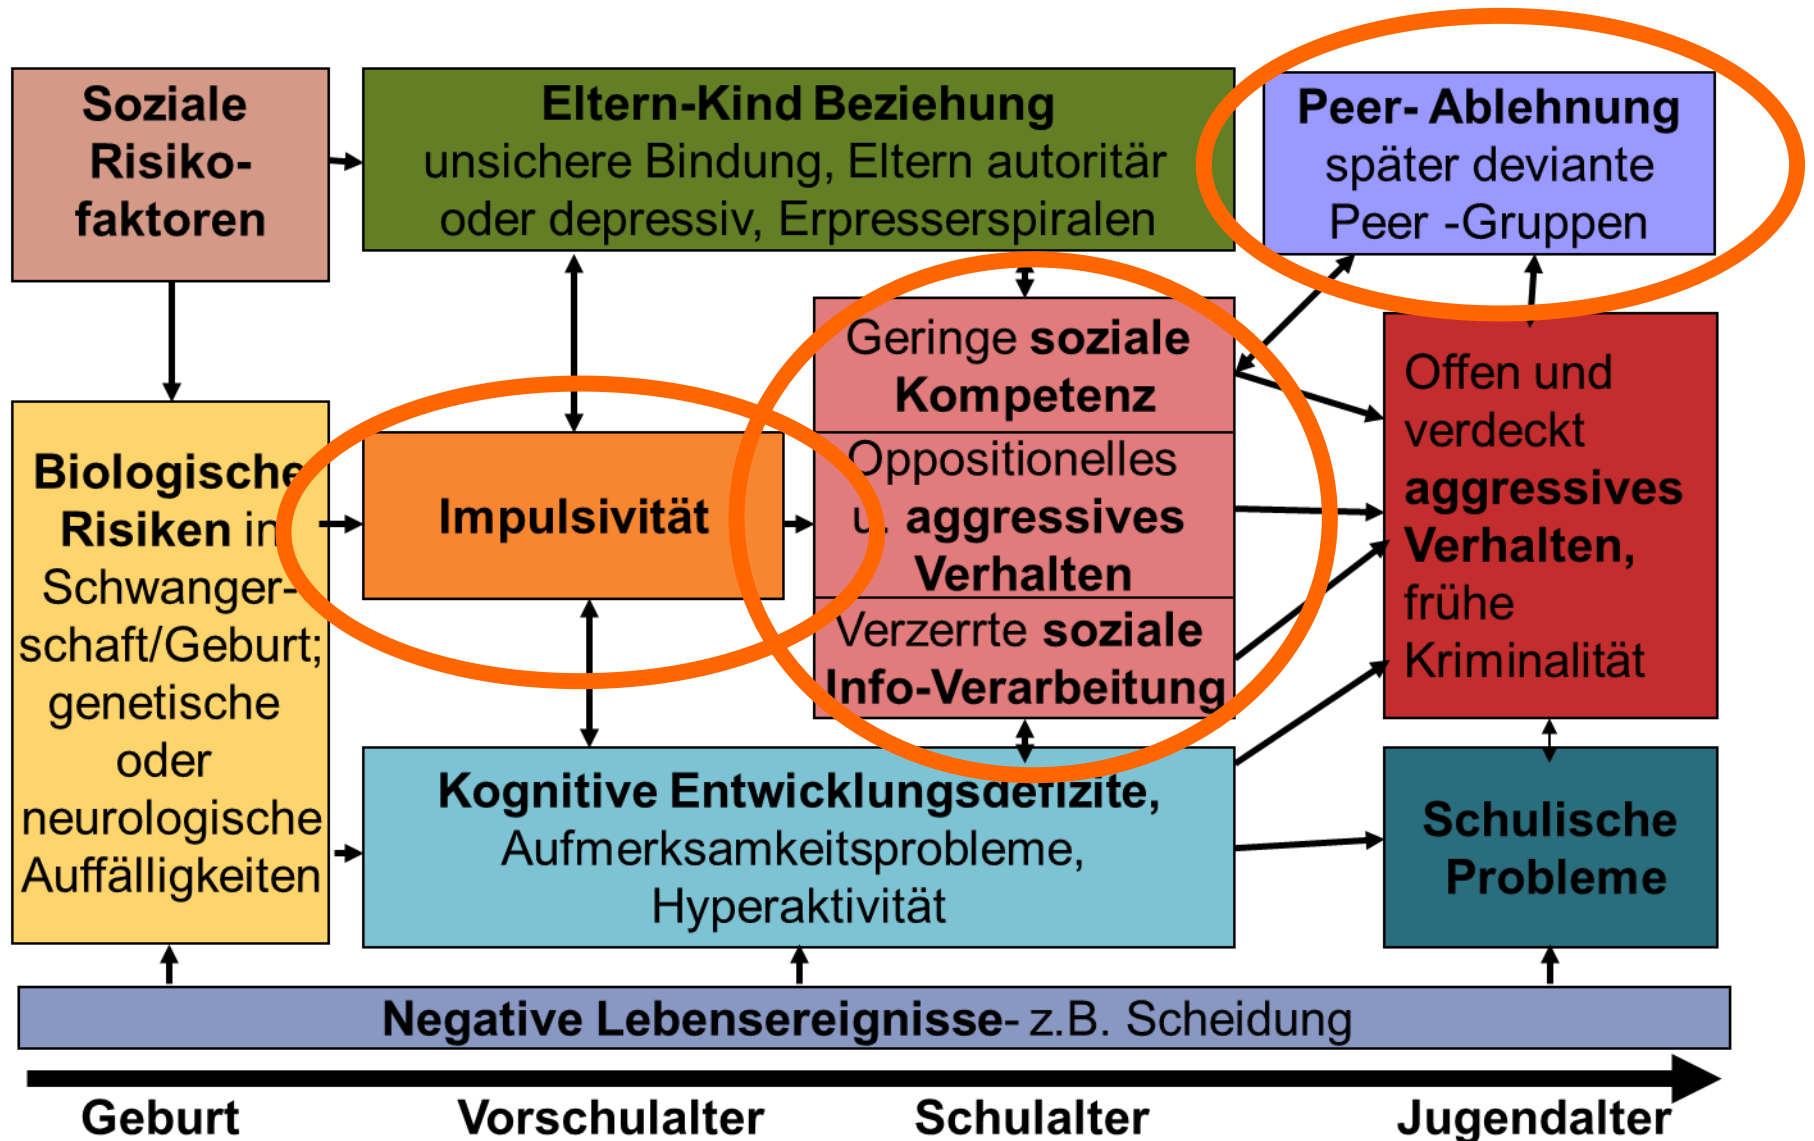 Soziale
Risiko-
faktoren
Eltern-Kind Beziehung
unsichere Bindung, Eltern autoritär
oder depressiv, Erpresserspiralen
Peer- Ablehnung
später deviante
Peer -Gruppen
Biologische
Risiken in
Schwanger-
schaft/Geburt;
genetische
oder
neurologische
Auffälligkeiten
Impulsivität
Geringe soziale
Kompetenz
Oppositionelles
u. aggressives
Verhalten
Verzerrte soziale
Info-Verarbeitung
Offen und
verdeckt
aggressives
Verhalten,
frühe
Kriminalität
Kognitive Entwicklungsdefizite,
Aufmerksamkeitsprobleme,
Hyperaktivität
Schulische
Probleme
Negative Lebensereignisse- z.B. Scheidung
Geburt
Vorschulalter
Schulalter
Jugendalter